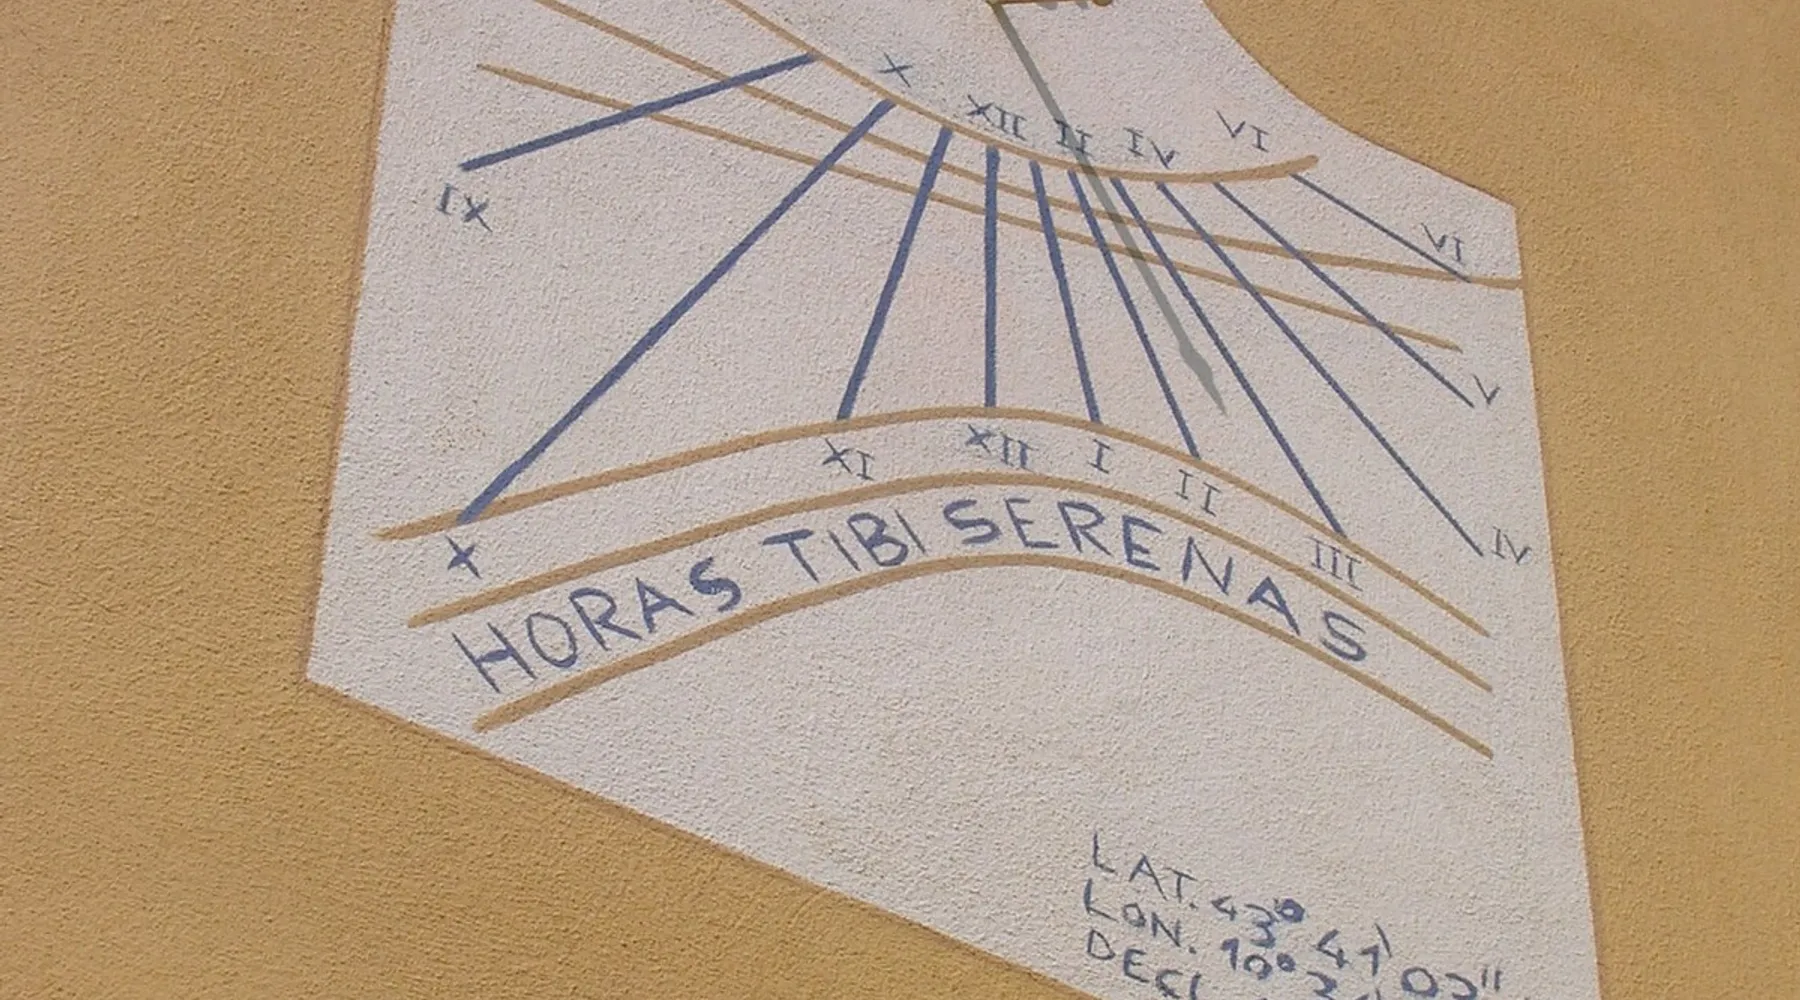 X XII II IV VI
IX
VI
V
X XI XII I II III IV
HORAS TIBI SERENAS
LAT. 43° 41'
LON. 10°